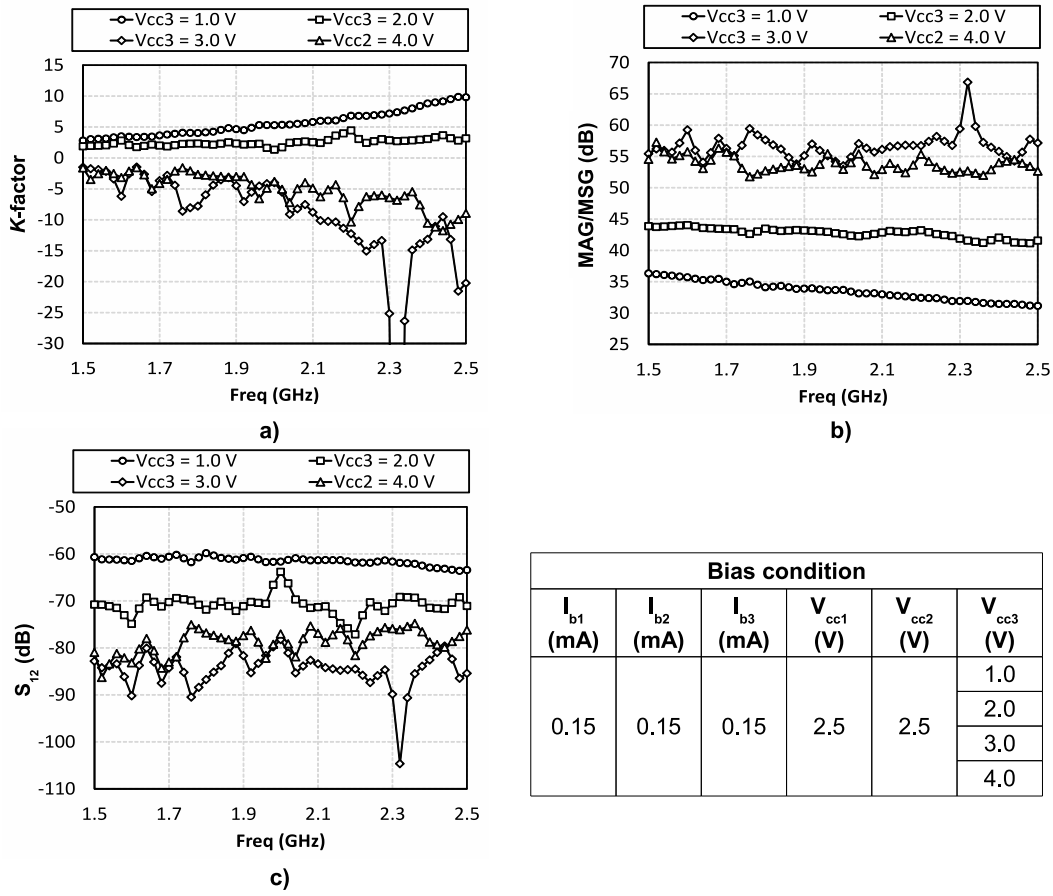 Vcc3 = 1.0 V Vcc3 = 2.0 V
Vcc3 = 3.0 V Vcc2 = 4.0 V
K-factor
15
10
5
0
-5
-10
-15
-20
-25
-30
1.5 1.7 1.9 2.1 2.3 2.5
Freq (GHz)
a)
Vcc3 = 1.0 V Vcc3 = 2.0 V
Vcc3 = 3.0 V Vcc2 = 4.0 V
MAG/MSG (dB)
70
65
60
55
50
45
40
35
30
25
1.5 1.7 1.9 2.1 2.3 2.5
Freq (GHz)
b)
Vcc3 = 1.0 V Vcc3 = 2.0 V
Vcc3 = 3.0 V Vcc2 = 4.0 V
S12 (dB)
-50
-60
-70
-80
-90
-100
-110
1.5 1.7 1.9 2.1 2.3 2.5
Freq (GHz)
c)
Bias condition
Ib1 Ib2 Ib3 Vcc1 Vcc2 Vcc3
(mA) (mA) (mA) (V) (V) (V)
0.15 0.15 0.15 2.5 2.5
1.0
2.0
3.0
4.0